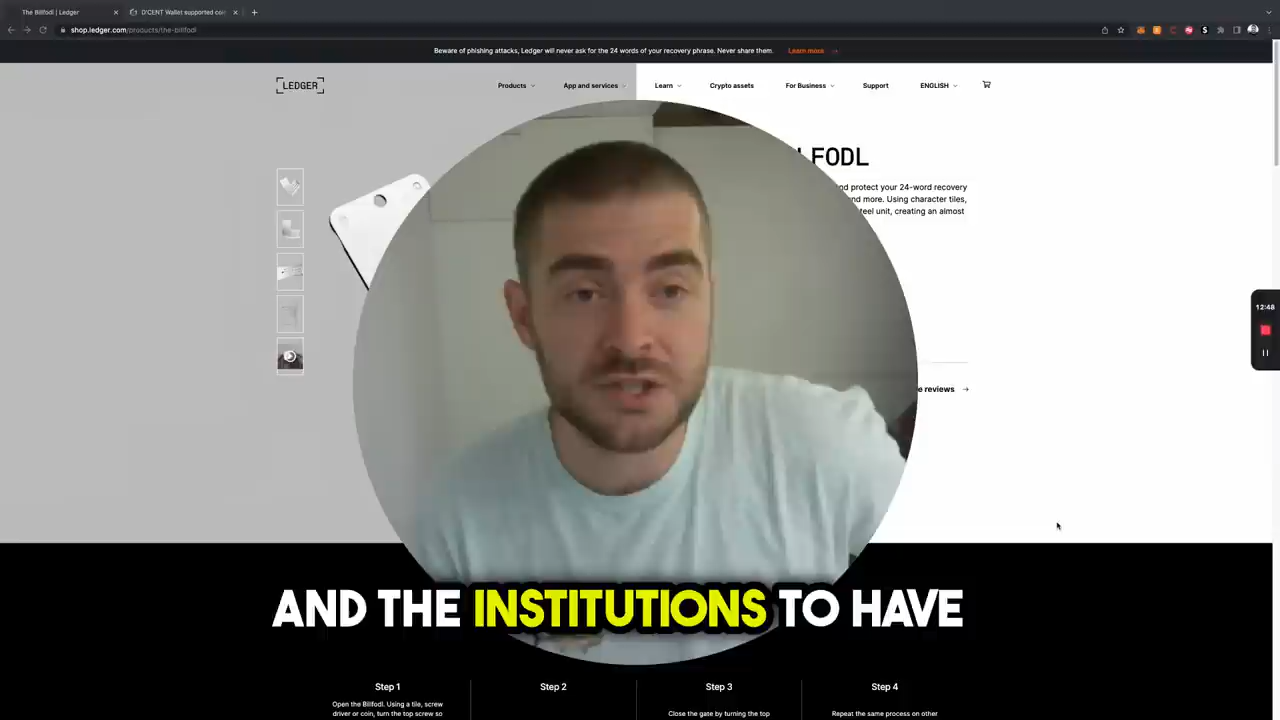 The Billfodl | Ledger
D'CENT Wallet supported coi
shop.ledger.com/products/the-billfodl
Beware of phishing attacks, Ledger will never ask for the 24 words of your recovery phrase. Never share them. Learn more
LEDGER
Products
App and services
Learn
Crypto assets
For Business
Support
ENGLISH
LFODL
nd protect your 24-word recovery
nd more. Using character tiles,
teel unit, creating an almost
12:48
e reviews
AND THE INSTITUTIONS TO HAVE
Step 1
Step 2
Step 3
Step 4
Open the Billfodl. Using a tile, screw
driver or coin, turn the top screw so
Close the gate by turning the top
Repeat the same process on other